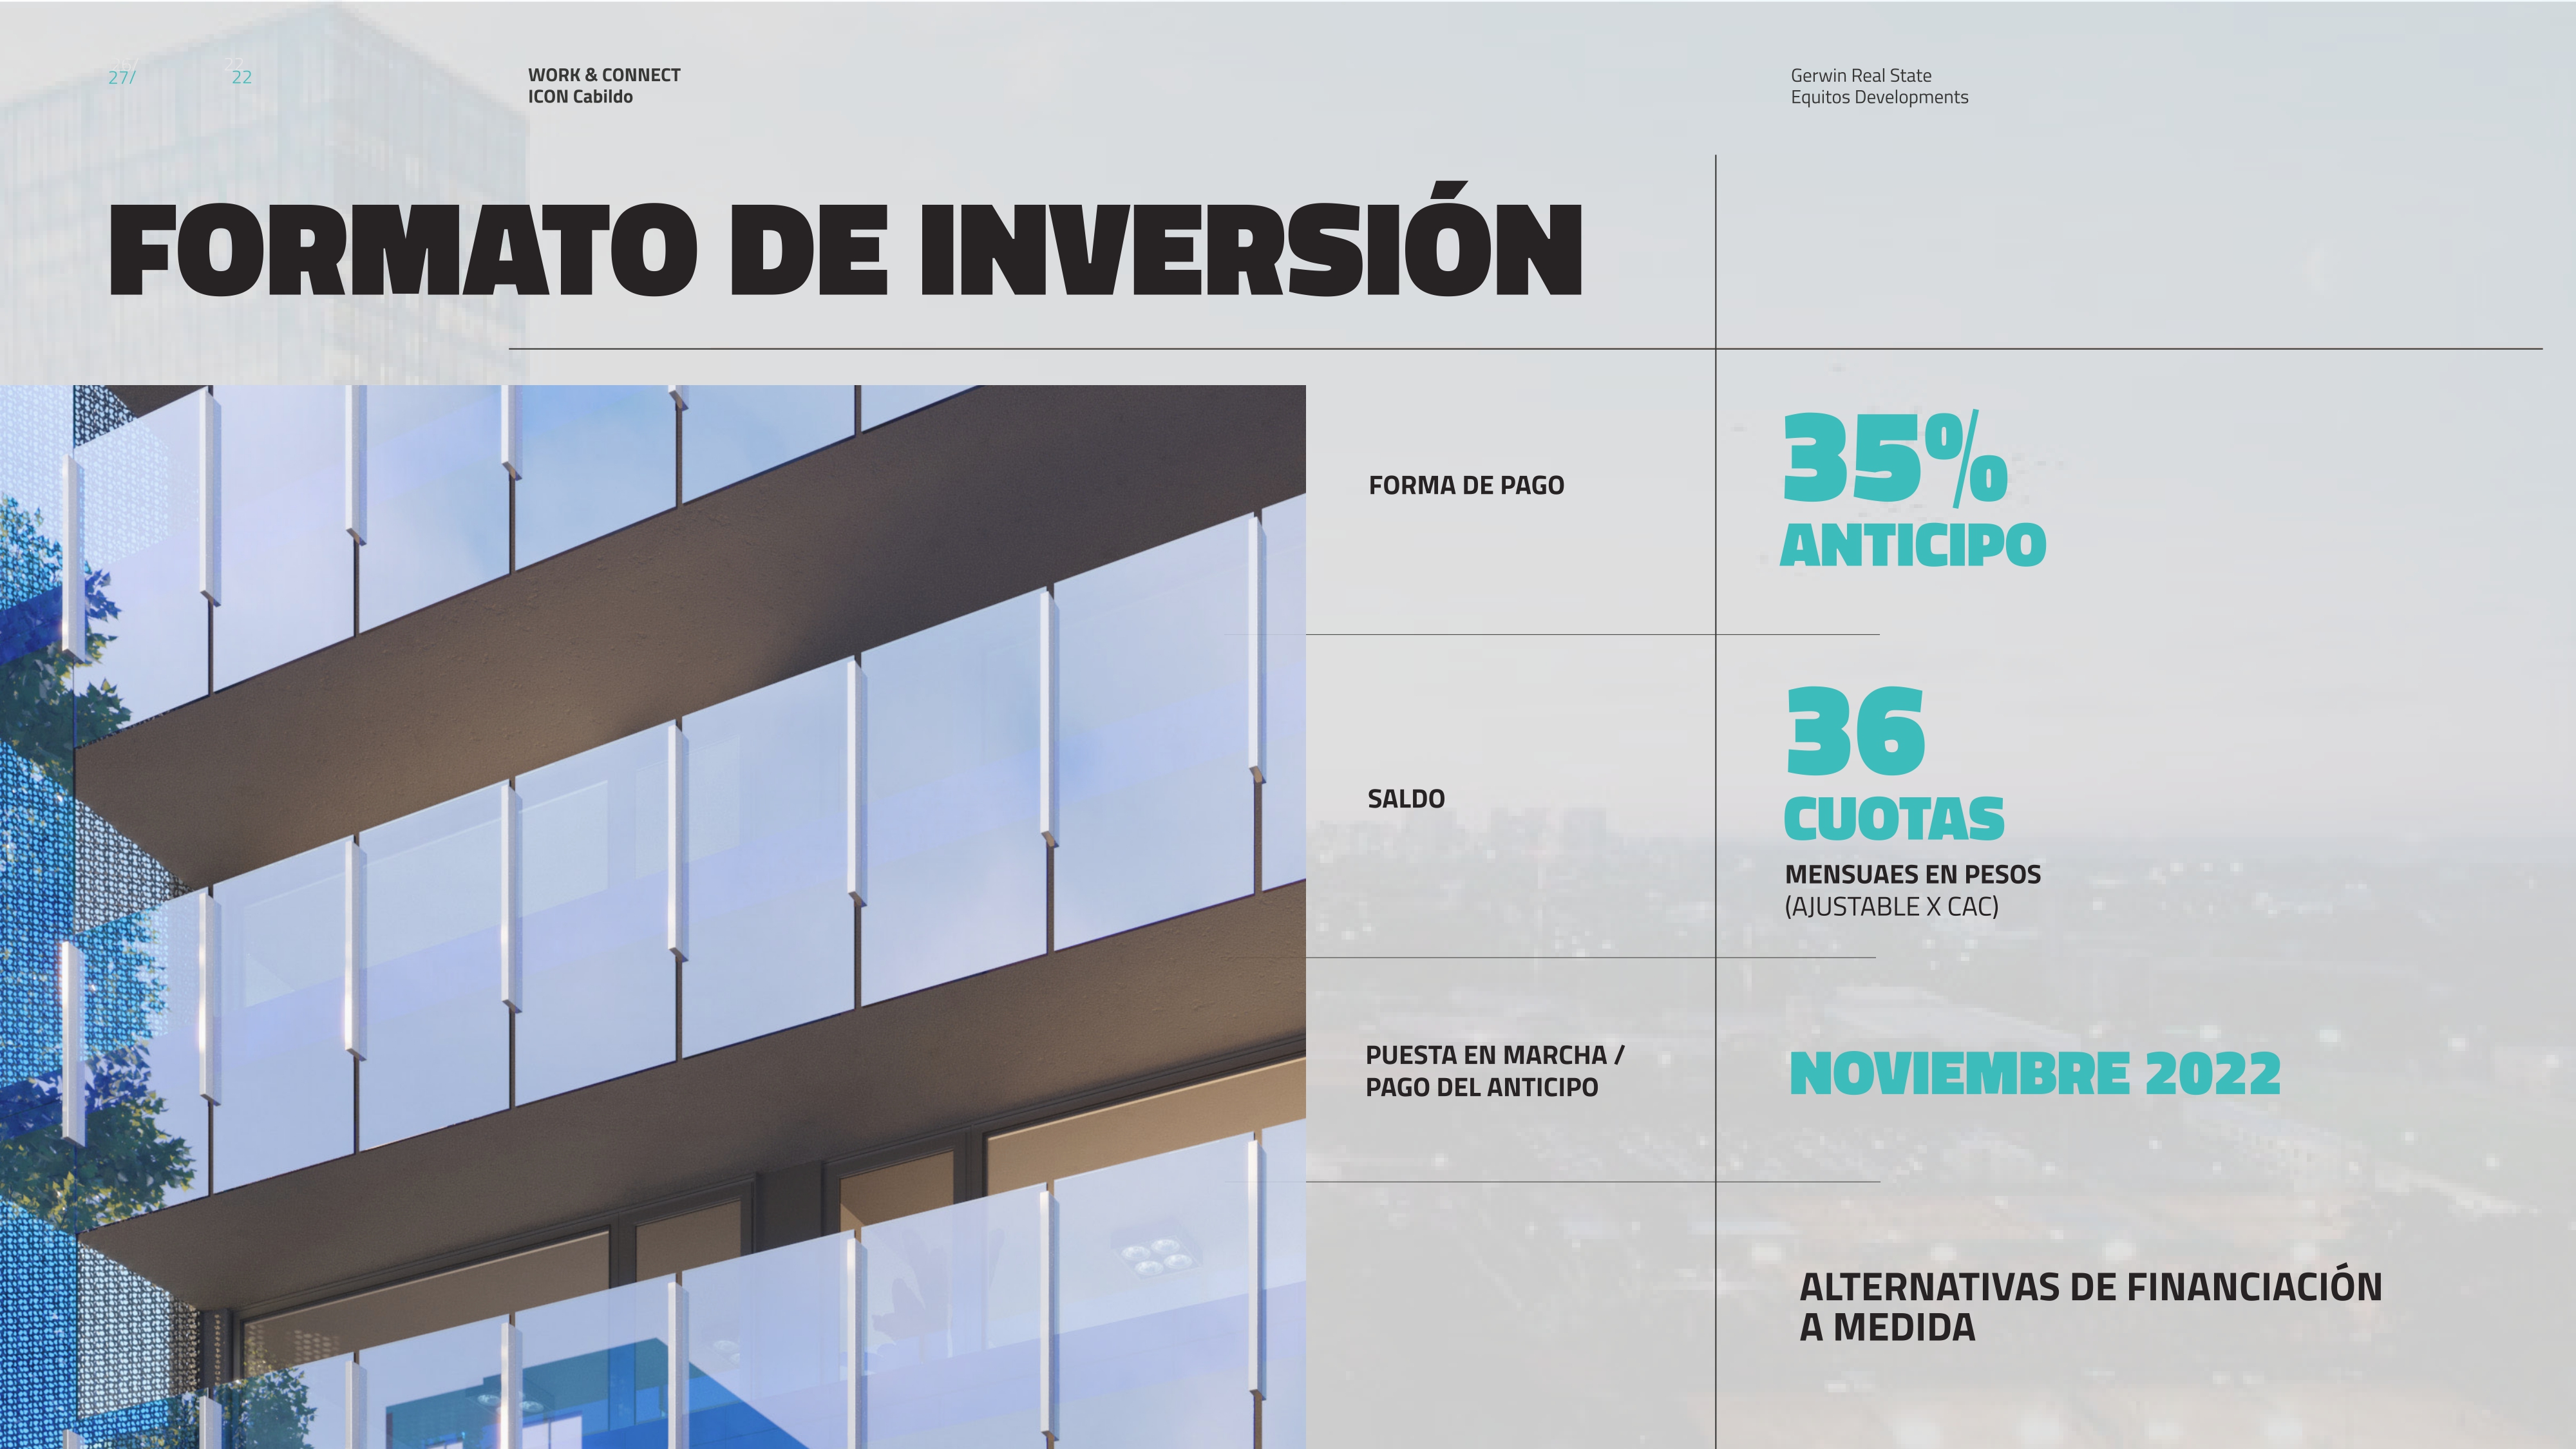 27/ 22
WORK & CONNECT
ICON Cabildo
Gerwin Real State
Equitos Developments
FORMATO DE INVERSIÓN
FORMA DE PAGO
35%
ANTICIPO
SALDO
36
CUOTAS
MENSUAES EN PESOS
(AJUSTABLE X CAC)
PUESTA EN MARCHA /
PAGO DEL ANTICIPO
NOVIEMBRE 2022
ALTERNATIVAS DE FINANCIACIÓN
A MEDIDA